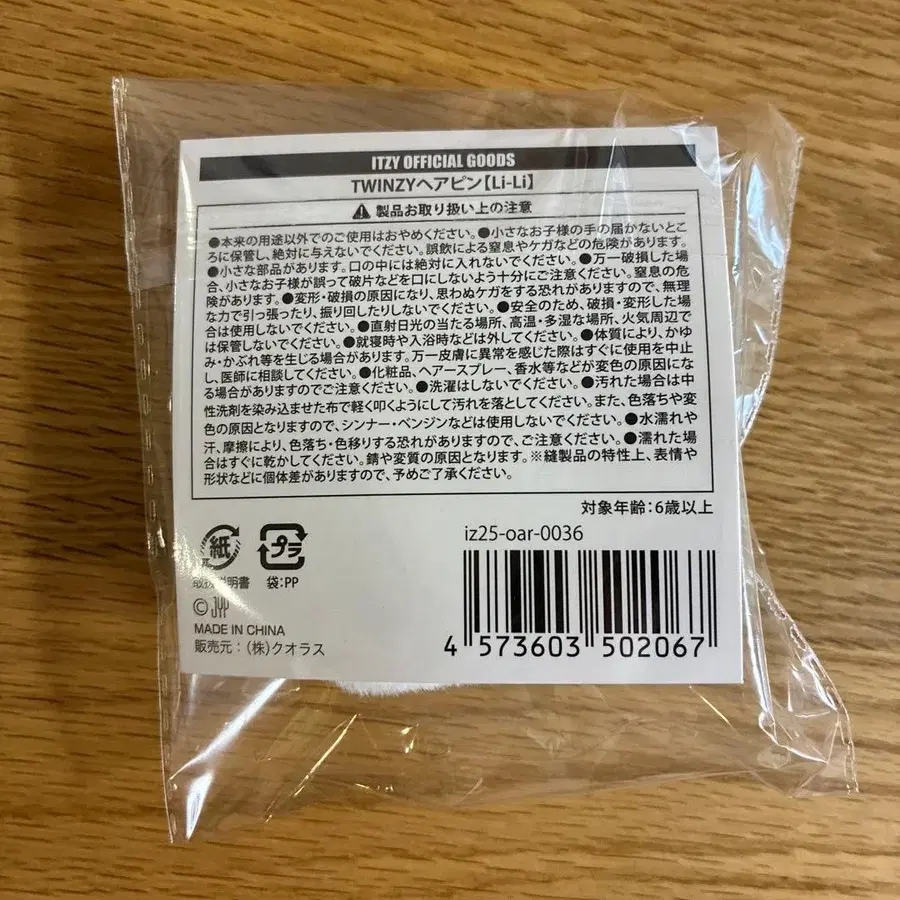 ITZY OFFICIAL GOODS
TWINZYヘアピン【Li-Li】
製品お取り扱い上の注意
●本来の用途以外でのご使用はおやめください。●小さなお子様の手の届かないところ
に保管し、絶対に与えないでください。誤飲による窒息やケガなどの危険があります。
●小さな部品があります。口の中には絶対に入れないでください。●万一破損した場
合、小さなお子様が誤って破片などを口にしないよう十分にご注意ください。窒息の危
険があります。●変形・破損の原因になり、思わぬケガをする恐れがありますので、無理
な力で引っ張ったり、振り回したりしないでください。●安全のため、破損・変形した場
合は使用しないでください。●直射日光の当たる場所、高温・多湿な場所、火気周辺で
は保管しないでください。●就寝時や入浴時などは外してください。●体質により、かゆ
み・かぶれ等を生じる場合があります。万一皮膚に異常を感じた際はすぐに使用を中止
し、医師に相談してください。●化粧品、ヘアースプレー、香水等などが変色の原因にな
る場合がありますのでご注意ください。●洗濯はしないでください。●汚れた場合は中
性洗剤を染み込ませた布で軽く叩くようにして汚れを落としてください。また、色落ちや変
色の原因となりますので、シンナー・ベンジンなどは使用しないでください。●水濡れや
汗、摩擦により、色落ち・色移りする恐れがありますので、ご注意ください。●濡れた場
合はすぐに乾かしてください。錆や変質の原因となります。※縫製品の特性上、表情や
形状などに個体差がありますので、予めご了承ください。
対象年齢:6歳以上
紙 プラ
取扱説明書 袋:PP
iz25-oar-0036
© JYP
MADE IN CHINA
販売元：(株)クオラス
4 573603 502067